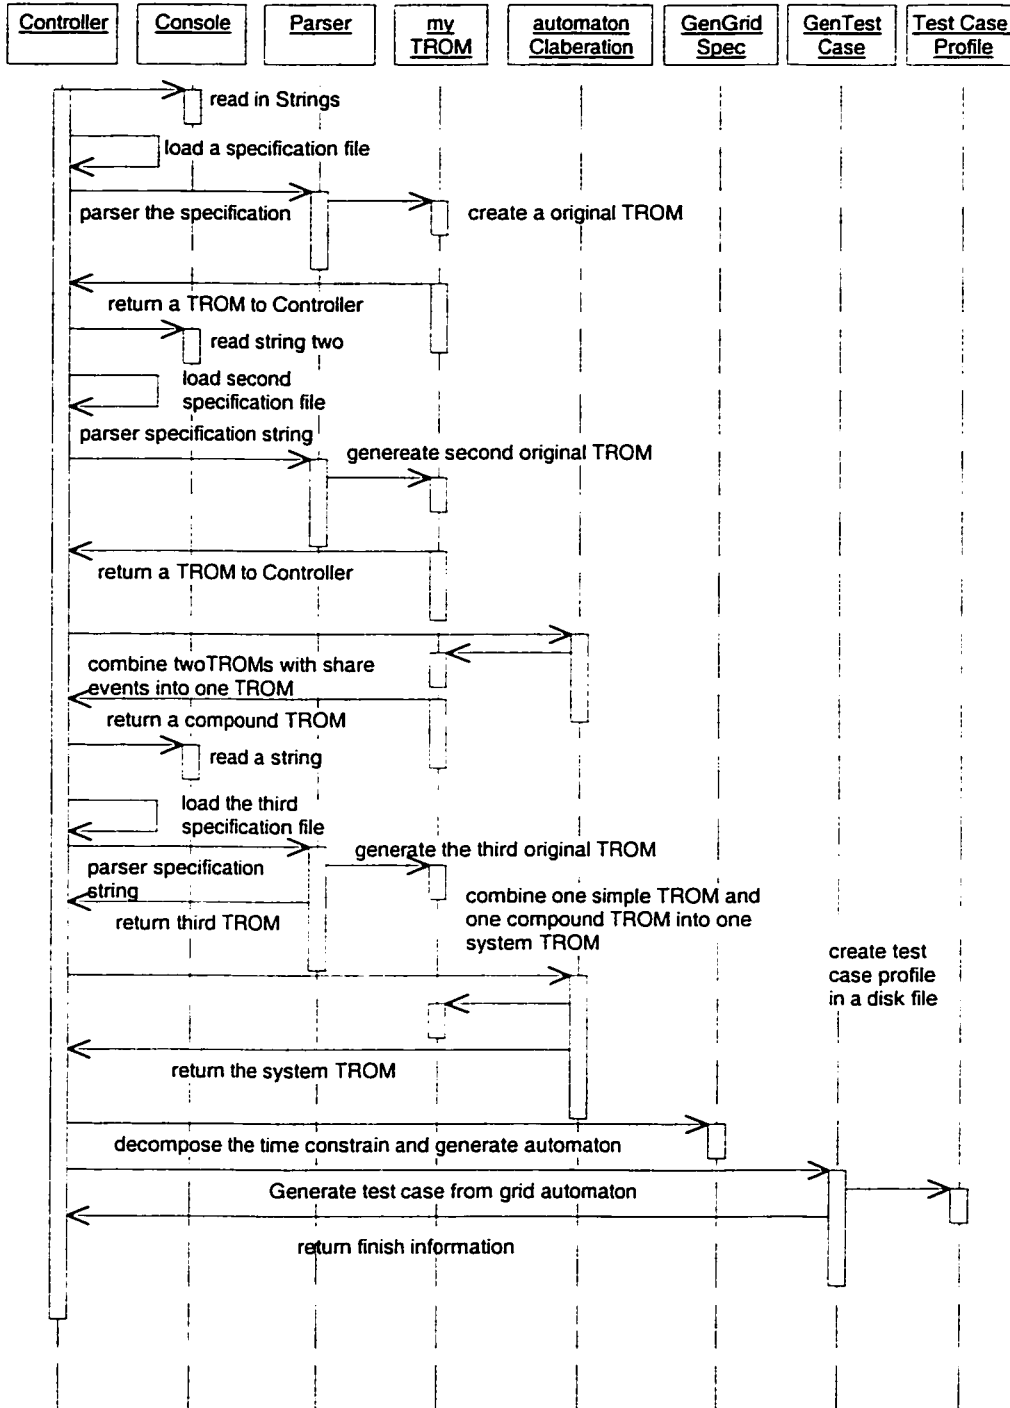 Controller
Console
Parser
my
TROM
automaton
Claberation
GenGrid
Spec
GenTest
Case
Test Case
Profile
read in Strings
load a specification file
parser the specification
create a original TROM
return a TROM to Controller
read string two
load second
specification file
parser specification string
genereate second original TROM
return a TROM to Controller
combine twoTROMs with share
events into one TROM
return a compound TROM
read a string
load the third
specification file
generate the third original TROM
parser specification
string
return third TROM
combine one simple TROM and
one compound TROM into one
system TROM
create test
case profile
in a disk file
return the system TROM
decompose the time constrain and generate automaton
Generate test case from grid automaton
return finish information